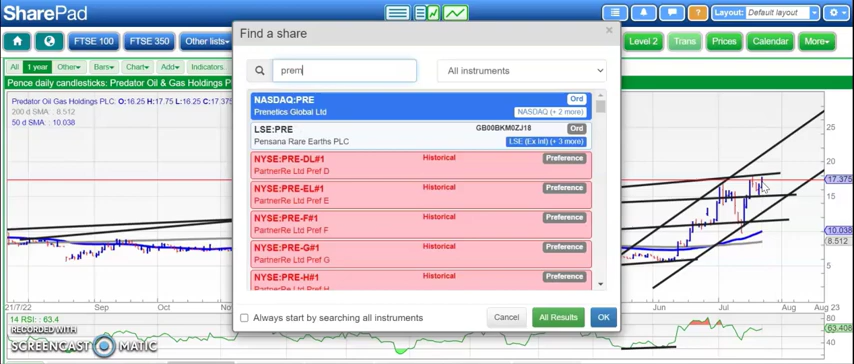 SharePad
Layout: Default layout
FTSE 100
FTSE 350
Other lists
Level 2
Trans
Prices
Calendar
More
All
1 year
Other
Bars
Chart
Add
Indicators
Pence daily candlesticks: Predator Oil & Gas Holdings PLC
Predator Oil Gas Holdings PLC: O:16.25 H:17.75 L:16.25 C:17.375
200 d SMA: 8.512
50 d SMA: 10.038
Find a share
prem
All instruments
NASDAQ:PRE
Ord
Prenetics Global Ltd
NASDAQ (+ 2 more)
LSE:PRE
GB00BKM0ZJ18
Ord
Pensana Rare Earths PLC
LSE (Ex Int) (+ 3 more)
NYSE:PRE-DL#1
Historical
Preference
PartnerRe Ltd Pref D
NYSE:PRE-EL#1
Historical
Preference
PartnerRe Ltd Pref E
NYSE:PRE-F#1
Historical
Preference
PartnerRe Ltd Pref F
NYSE:PRE-G#1
Historical
Preference
PartnerRe Ltd Pref G
NYSE:PRE-H#1
Historical
Preference
PartnerRe Ltd Pref H
Always start by searching all instruments
Cancel
All Results
OK
25
20
17.375
15
10.038
8.512
5
21/7/22
Sep
Oct
Nov
Jun
Jul
Aug
Aug 23
14 RSI: : 63.4
80
63.408
40
RECORDED WITH
SCREENCAST MATIC